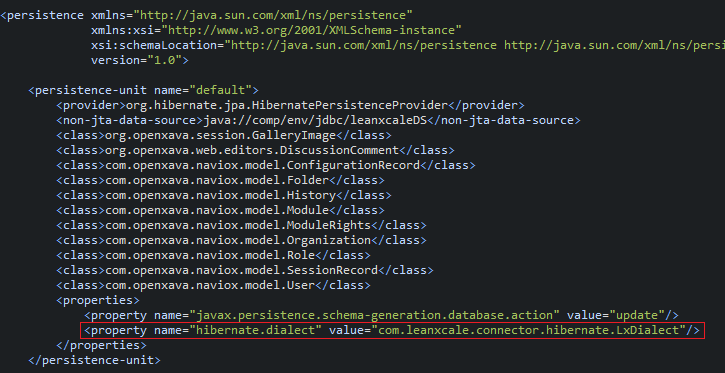 <persistence xmlns="http://java.sun.com/xml/ns/persistence"
xmlns:xsi="http://www.w3.org/2001/XMLSchema-instance"
xsi:schemaLocation="http://java.sun.com/xml/ns/persistence http://java.sun.com/xml/ns/pers
version="1.0">
<persistence-unit name="default">
<provider>org.hibernate.jpa.HibernatePersistenceProvider</provider>
<non-jta-data-source>java://comp/env/jdbc/leanxcaleDS</non-jta-data-source>
<class>org.openxava.session.GalleryImage</class>
<class>org.openxava.web.editors.DiscussionComment</class>
<class>com.openxava.naviox.model.ConfigurationRecord</class>
<class>com.openxava.naviox.model.Folder</class>
<class>com.openxava.naviox.model.History</class>
<class>com.openxava.naviox.model.Module</class>
<class>com.openxava.naviox.model.ModuleRights</class>
<class>com.openxava.naviox.model.Organization</class>
<class>com.openxava.naviox.model.Role</class>
<class>com.openxava.naviox.model.SessionRecord</class>
<class>com.openxava.naviox.model.User</class>
<properties>
<property name="javax.persistence.schema-generation.database.action" value="update"/>
<property name="hibernate.dialect" value="com.leanxcale.connector.hibernate.LxDialect"/>
</properties>
</persistence-unit>